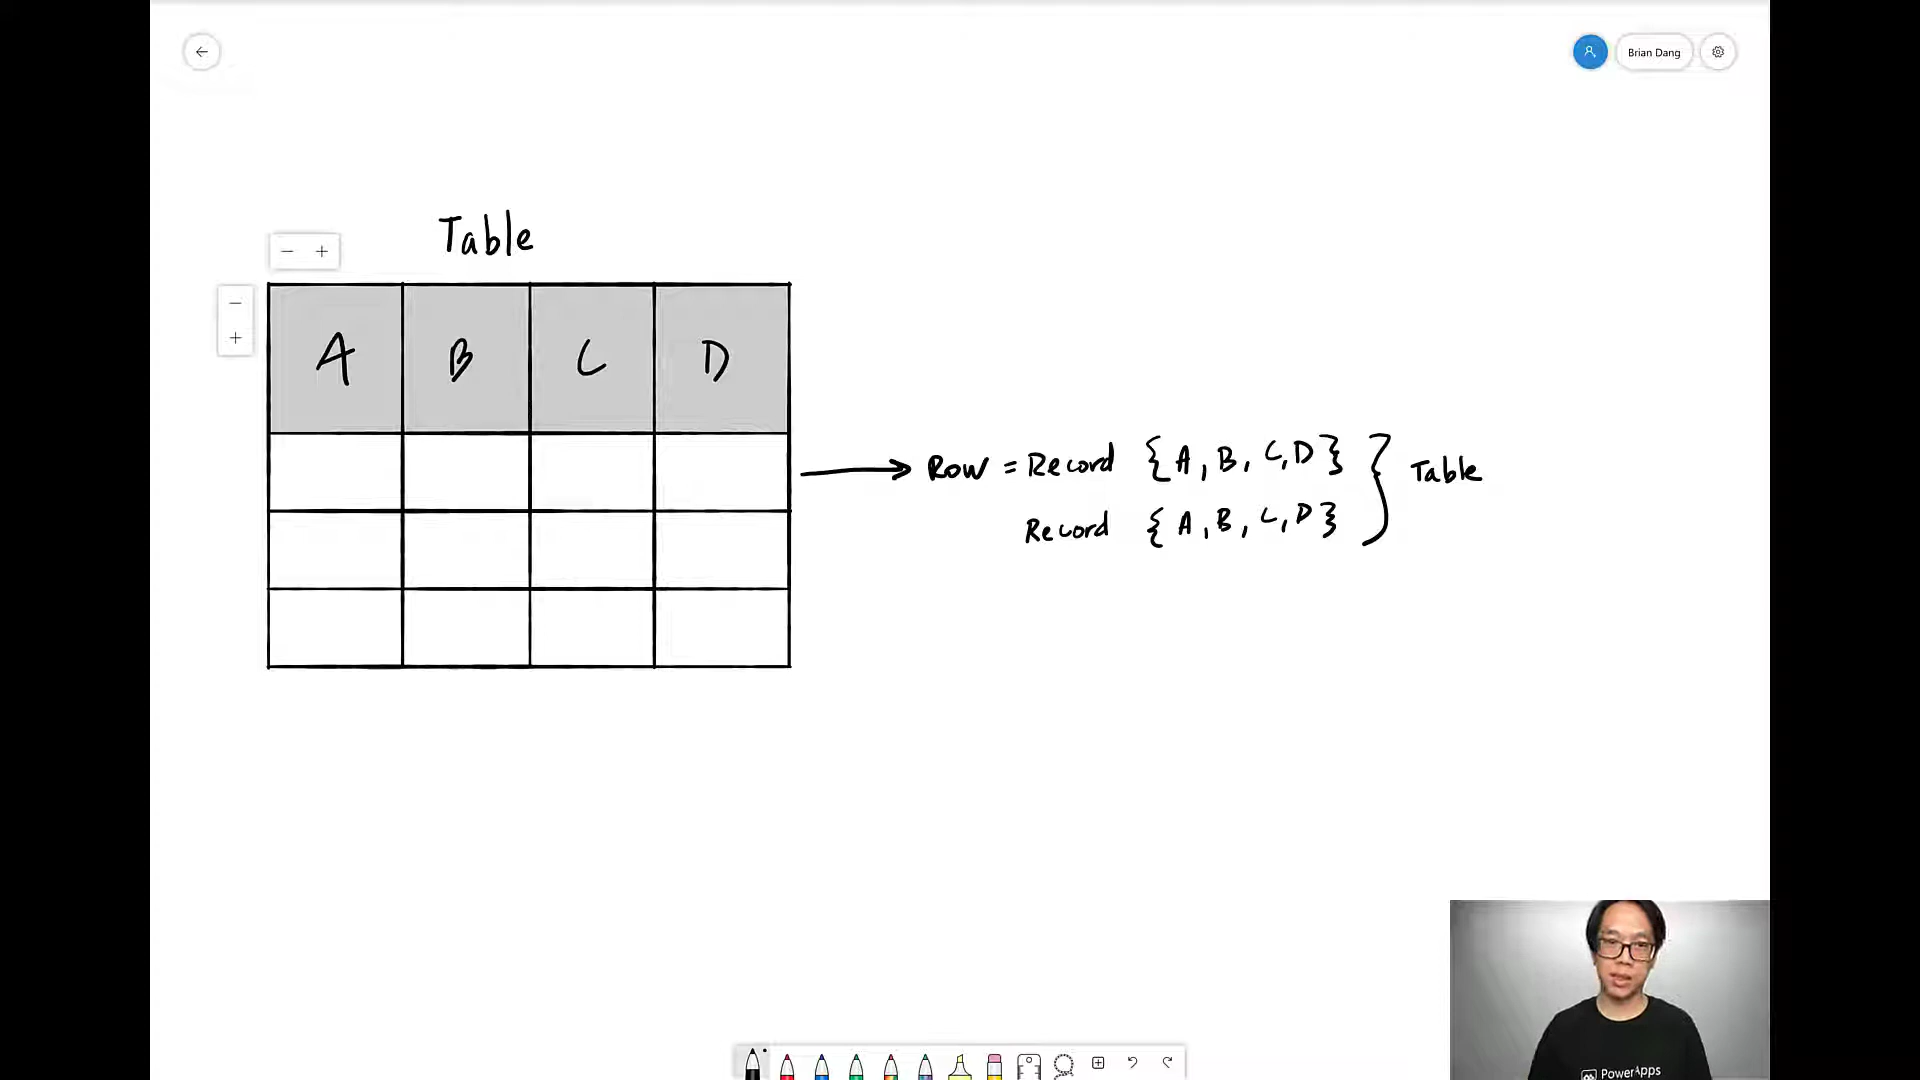 Brian Dang
Table
A B C D
Row = Record { A, B, C, D } } Table
Record { A, B, C, D }
PowerApps